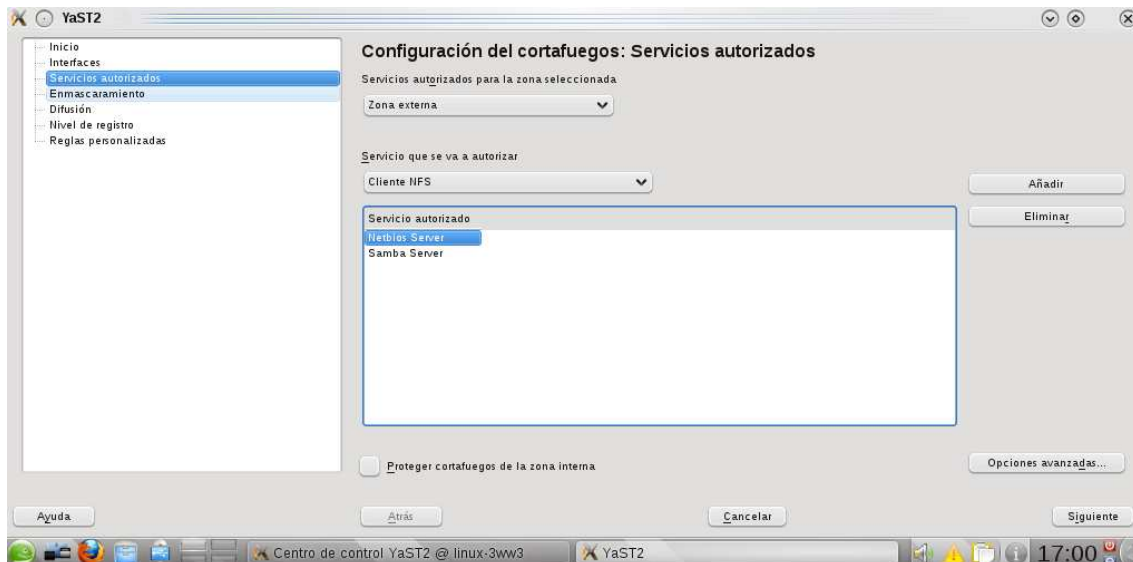 YaST2
Inicio
Interfaces
Servicios autorizados
Enmascaramiento
Difusión
Nivel de registro
Reglas personalizadas
Configuración del cortafuegos: Servicios autorizados
Servicios autorizados para la zona seleccionada
Zona externa
Servicio que se va a autorizar
Cliente NFS
Añadir
Servicio autorizado
Eliminar
Netbios Server
Samba Server
Proteger cortafuegos de la zona interna
Opciones avanzadas...
Ayuda
Atrás
Cancelar
Siguiente
Centro de control YaST2 @ linux-3ww3
YaST2
17:00